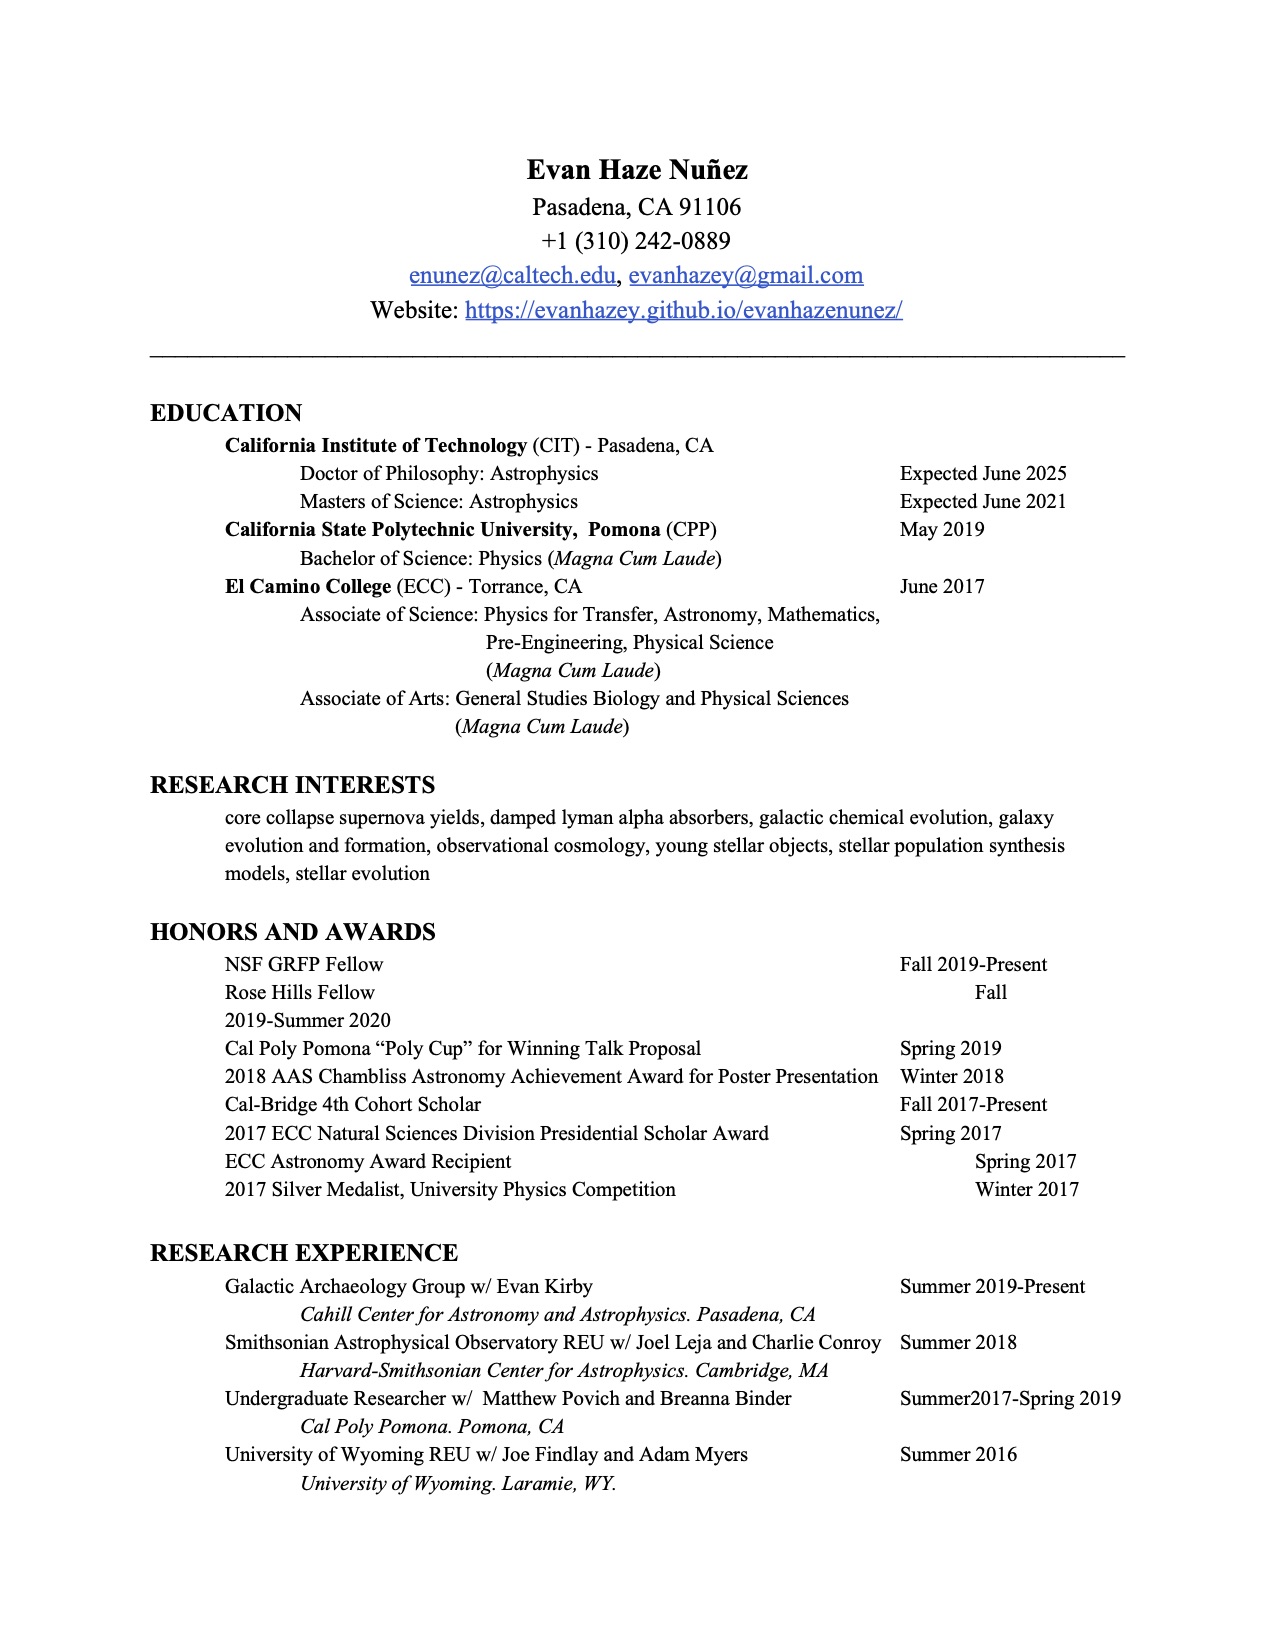 Evan Haze Nuñez
Pasadena, CA 91106
+1 (310) 242-0889
enunez@caltech.edu, evanhazey@gmail.com
Website: https://evanhazey.github.io/evanhazenunez/
EDUCATION
California Institute of Technology (CIT) - Pasadena, CA
Doctor of Philosophy: Astrophysics Expected June 2025
Masters of Science: Astrophysics Expected June 2021
California State Polytechnic University,  Pomona (CPP) May 2019
Bachelor of Science: Physics (Magna Cum Laude)
El Camino College (ECC) - Torrance, CA June 2017
Associate of Science: Physics for Transfer, Astronomy, Mathematics,
Pre-Engineering, Physical Science
(Magna Cum Laude)
Associate of Arts: General Studies Biology and Physical Sciences
(Magna Cum Laude)
RESEARCH INTERESTS
core collapse supernova yields, damped lyman alpha absorbers, galactic chemical evolution, galaxy
evolution and formation, observational cosmology, young stellar objects, stellar population synthesis
models, stellar evolution
HONORS AND AWARDS
NSF GRFP Fellow Fall 2019-Present
Rose Hills Fellow Fall
2019-Summer 2020
Cal Poly Pomona “Poly Cup” for Winning Talk Proposal Spring 2019
2018 AAS Chambliss Astronomy Achievement Award for Poster Presentation Winter 2018
Cal-Bridge 4th Cohort Scholar Fall 2017-Present
2017 ECC Natural Sciences Division Presidential Scholar Award Spring 2017
ECC Astronomy Award Recipient Spring 2017
2017 Silver Medalist, University Physics Competition Winter 2017
RESEARCH EXPERIENCE
Galactic Archaeology Group w/ Evan Kirby Summer 2019-Present
Cahill Center for Astronomy and Astrophysics. Pasadena, CA
Smithsonian Astrophysical Observatory REU w/ Joel Leja and Charlie Conroy Summer 2018
Harvard-Smithsonian Center for Astrophysics. Cambridge, MA
Undergraduate Researcher w/  Matthew Povich and Breanna Binder Summer2017-Spring 2019
Cal Poly Pomona. Pomona, CA
University of Wyoming REU w/ Joe Findlay and Adam Myers Summer 2016
University of Wyoming. Laramie, WY.